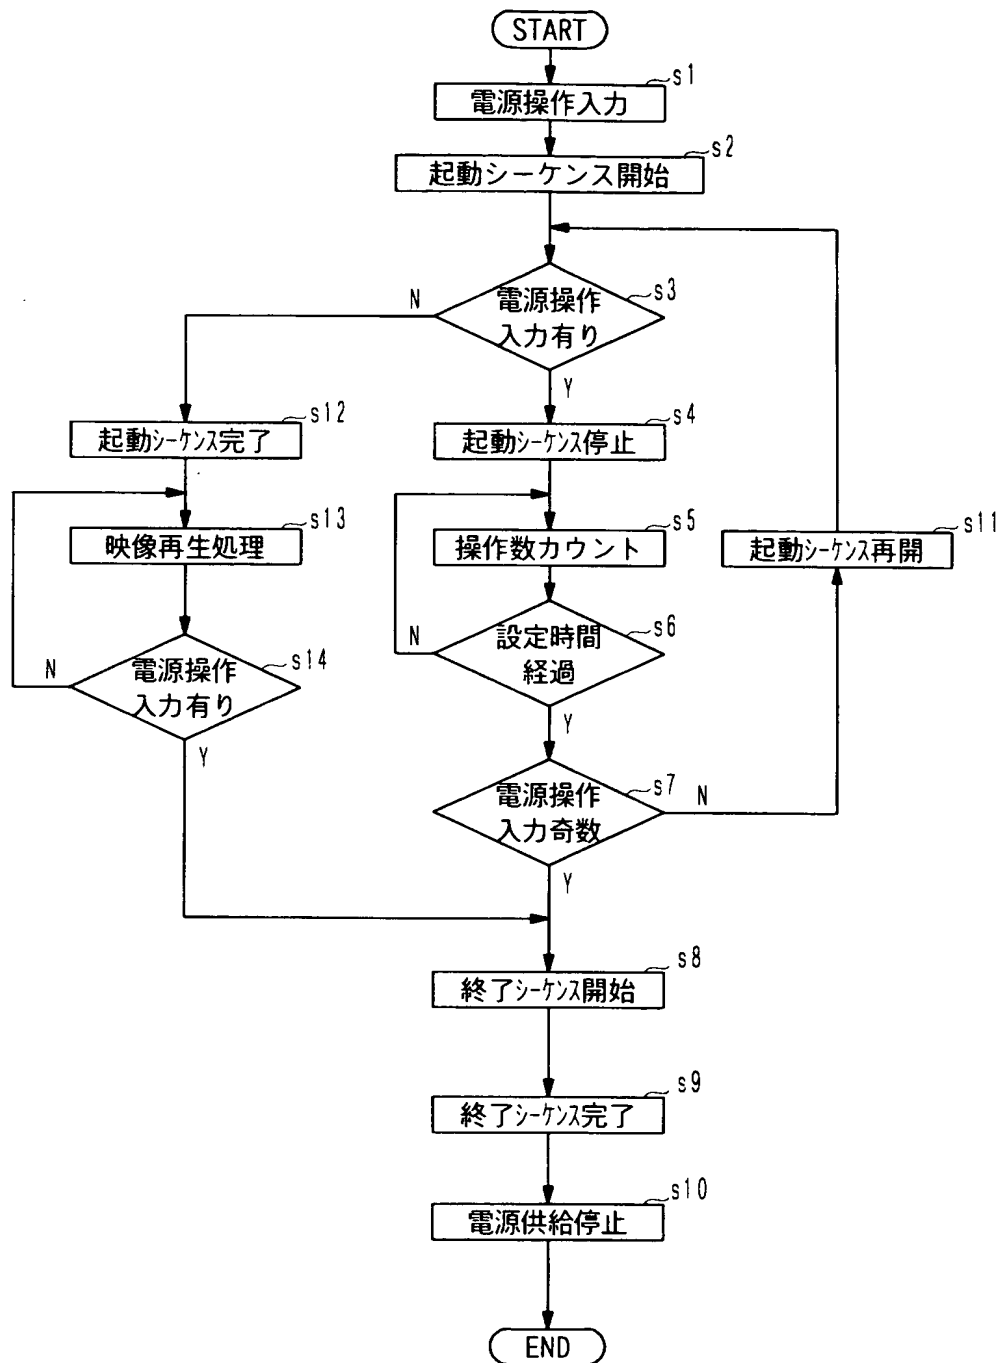 START
s1
電源操作入力
s2
起動シーケンス開始
s3
電源操作
入力有り
N
Y
s12
起動シーケンス完了
s4
起動シーケンス停止
s13
映像再生処理
s5
操作数カウント
s11
起動シーケンス再開
s6
設定時間
経過
N
Y
s14
電源操作
入力有り
N
Y
s7
電源操作
入力奇数
N
Y
s8
終了シーケンス開始
s9
終了シーケンス完了
s10
電源供給停止
END